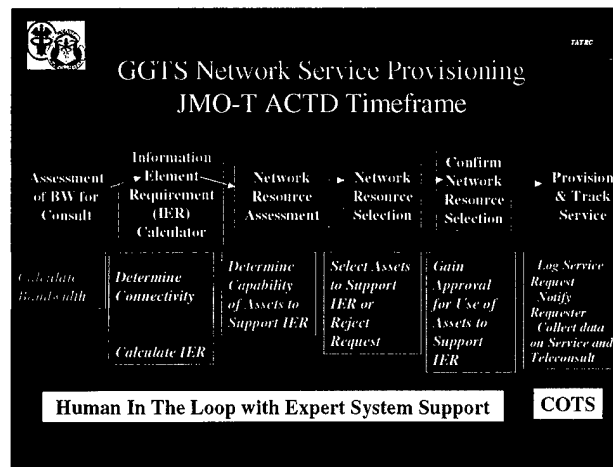 TATRC
GGTS Network Service Provisioning
JMO-T ACTD Timeframe
Assessment
of BW for
Consult
Information
Element
Requirement
(IER)
Calculator
Network
Resource
Assessment
Network
Resource
Selection
Confirm
Network
Resource
Selection
Provision
& Track
Service
Calculate
Bandwidth
Determine
Connectivity
Calculate IER
Determine
Capability
of Assets to
Support IER
Select Assets
to Support
IER or
Reject
Request
Gain
Approval
for Use of
Assets to
Support
IER
Log Service
Request
Notify
Requester
Collect data
on Service and
Teleconsult
Human In The Loop with Expert System Support
COTS